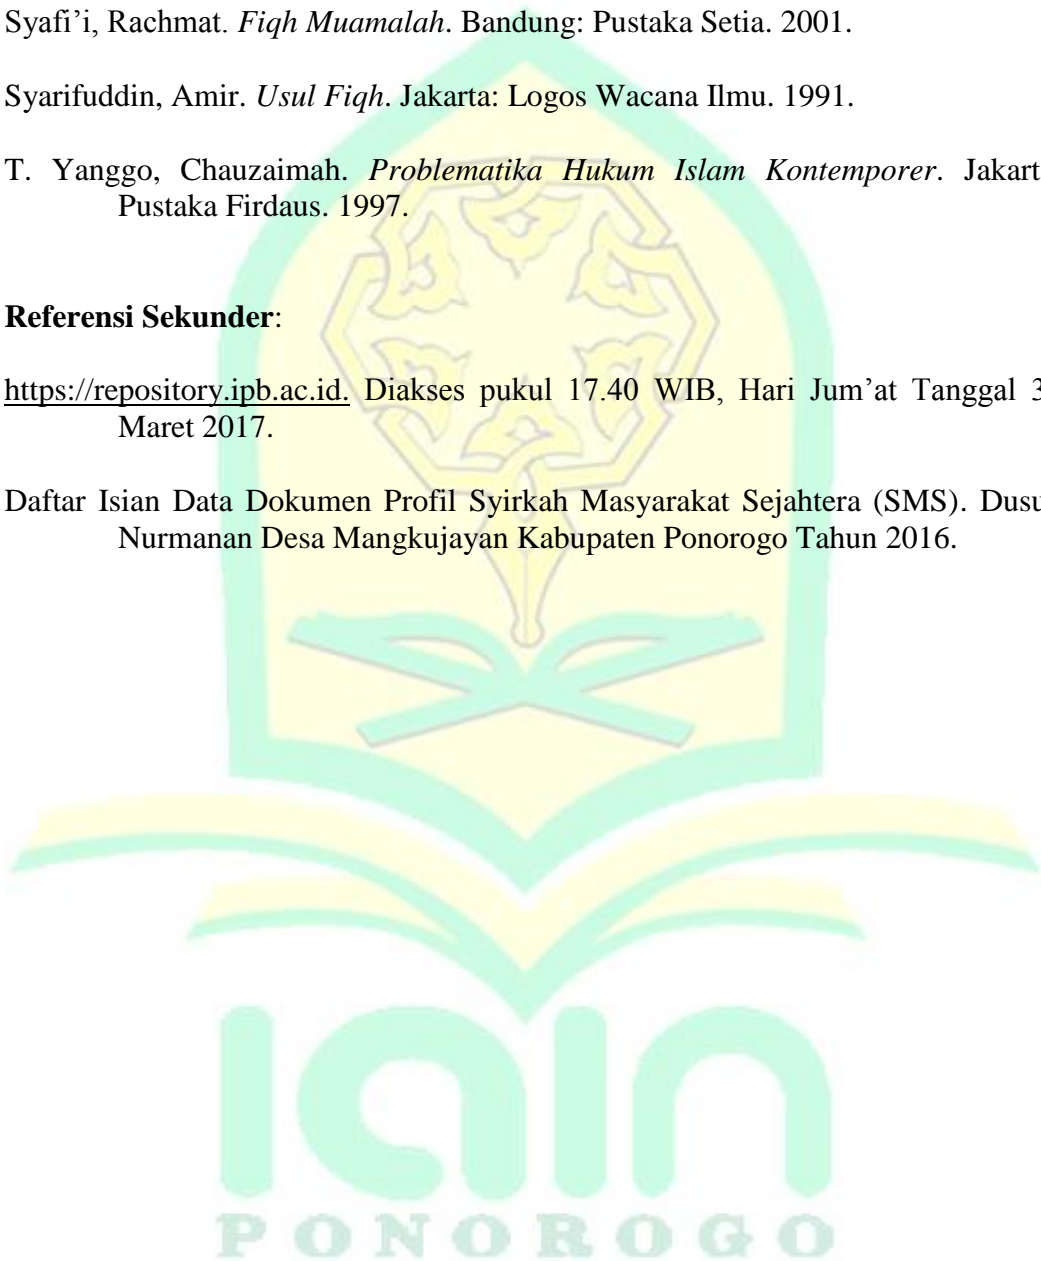 Syafi’i, Rachmat. Fiqh Muamalah. Bandung: Pustaka Setia. 2001.
Syarifuddin, Amir. Usul Fiqh. Jakarta: Logos Wacana Ilmu. 1991.
T. Yanggo, Chauzaimah. Problematika Hukum Islam Kontemporer. Jakart
Pustaka Firdaus. 1997.
Referensi Sekunder:
https://repository.ipb.ac.id. Diakses pukul 17.40 WIB, Hari Jum’at Tanggal 3
Maret 2017.
Daftar Isian Data Dokumen Profil Syirkah Masyarakat Sejahtera (SMS). Dusu
Nurmanan Desa Mangkujayan Kabupaten Ponorogo Tahun 2016.
iain
PONOROGO